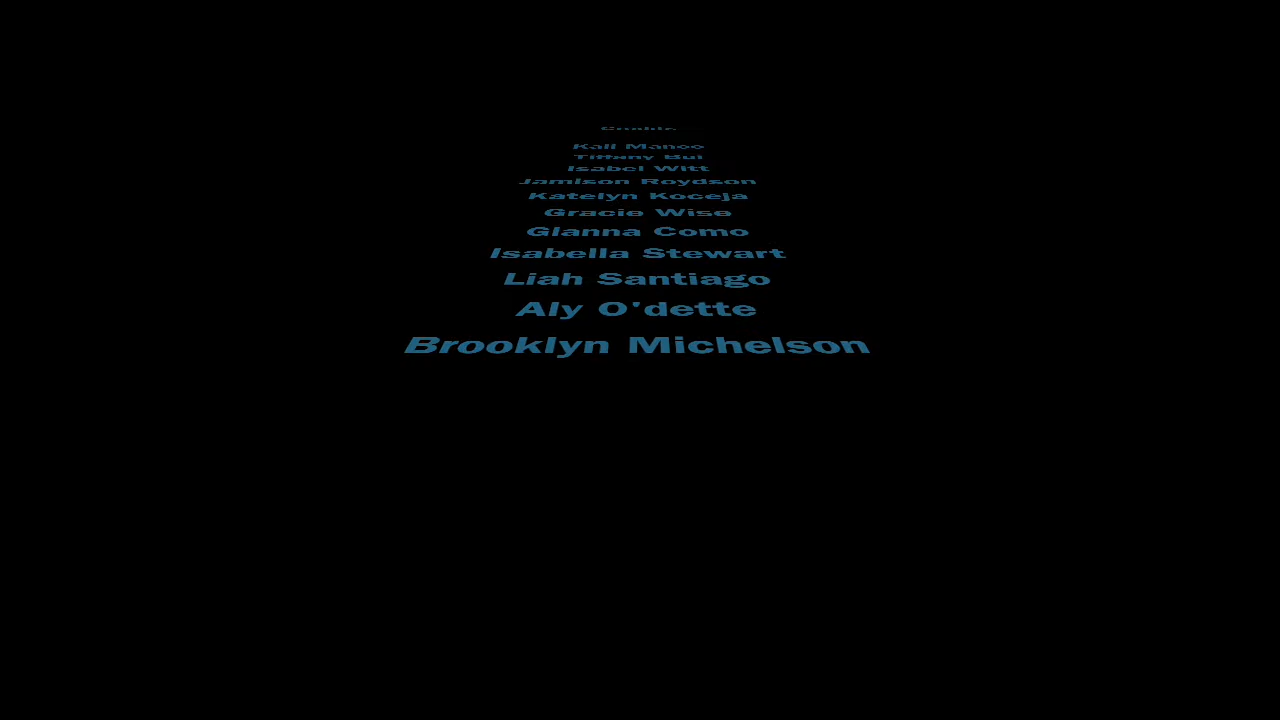 Kali Manoo
Tiffany Bui
Isabel Witt
Jamison Roydson
Katelyn Koceja
Gracie Wise
Gianna Como
Isabella Stewart
Liah Santiago
Aly O'dette
Brooklyn Michelson